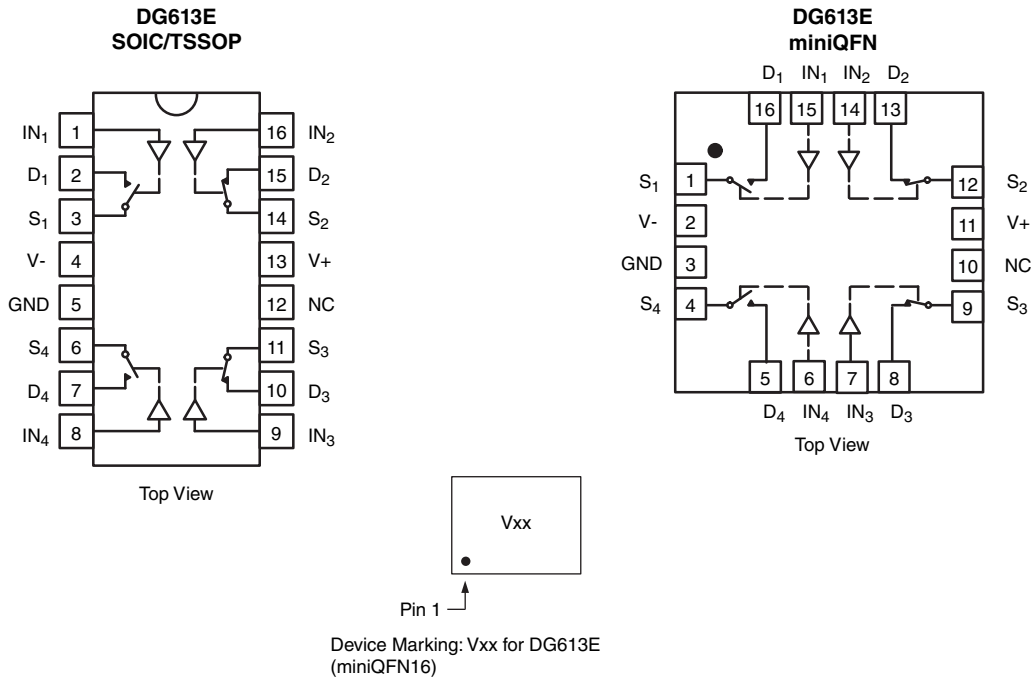 DG613E
SOIC/TSSOP
IN1 1 16 IN2
D1 2 15 D2
S1 3 14 S2
V- 4 13 V+
GND 5 12 NC
S4 6 11 S3
D4 7 10 D3
IN4 8 9 IN3
Top View
DG613E
miniQFN
D1 IN1 IN2 D2
16 15 14 13
S1 1 12 S2
V- 2 11 V+
GND 3 10 NC
S4 4 9 S3
5 6 7 8
D4 IN4 IN3 D3
Top View
Vxx
Pin 1
Device Marking: Vxx for DG613E
(miniQFN16)